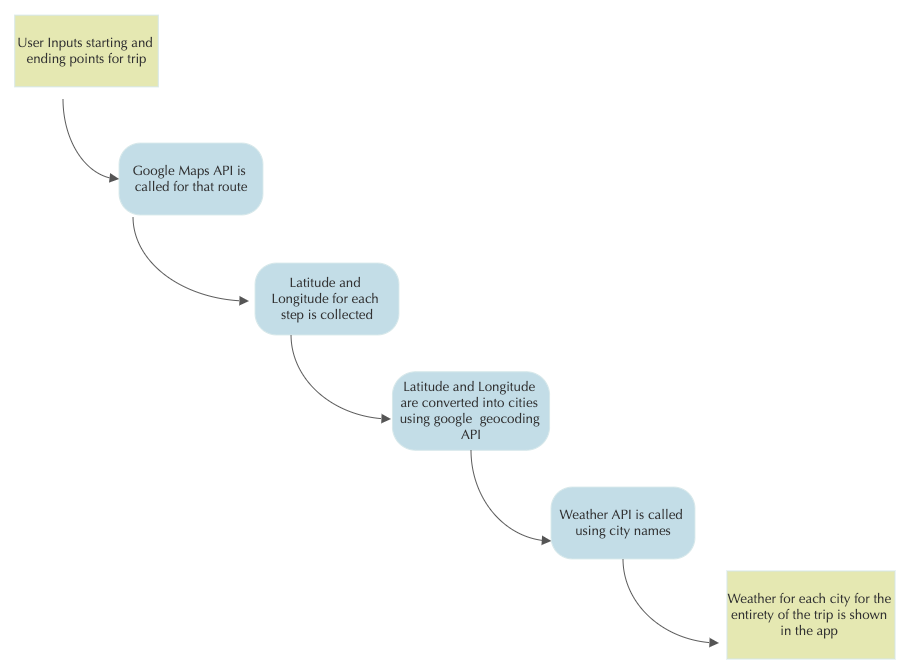 User Inputs starting and
ending points for trip
Google Maps API is
called for that route
Latitude and
Longitude for each
step is collected
Latitude and Longitude
are converted into cities
using google geocoding
API
Weather API is called
using city names
Weather for each city for the
entirety of the trip is shown
in the app